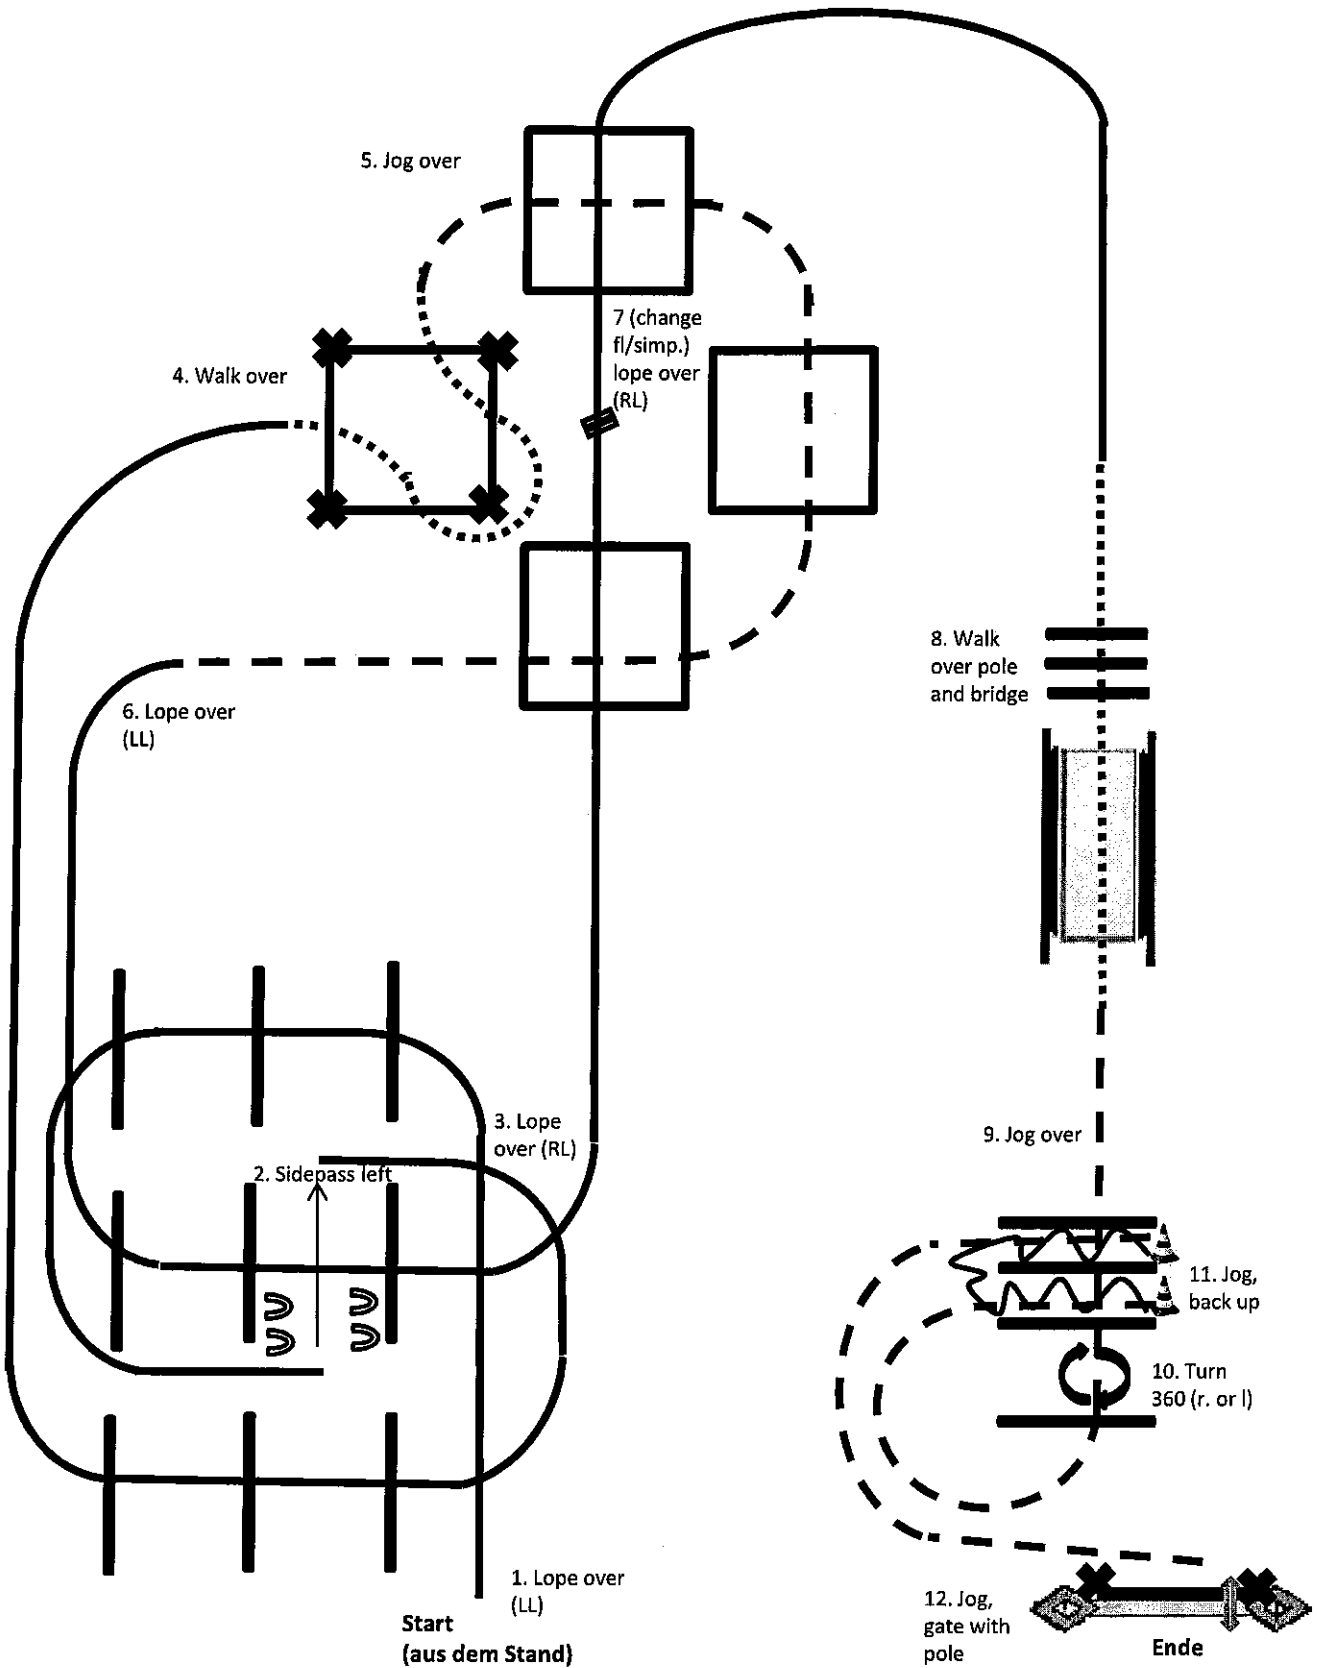 5. Jog over
7 (change
fl/simp.)
lope over
(RL)
4. Walk over
8. Walk
over pole
and bridge
6. Lope over
(LL)
3. Lope
over (RL)
9. Jog over
2. Sidepass left
11. Jog,
back up
10. Turn
360 (r. or l)
1. Lope over
(LL)
Start
(aus dem Stand)
12. Jog,
gate with
pole
Ende